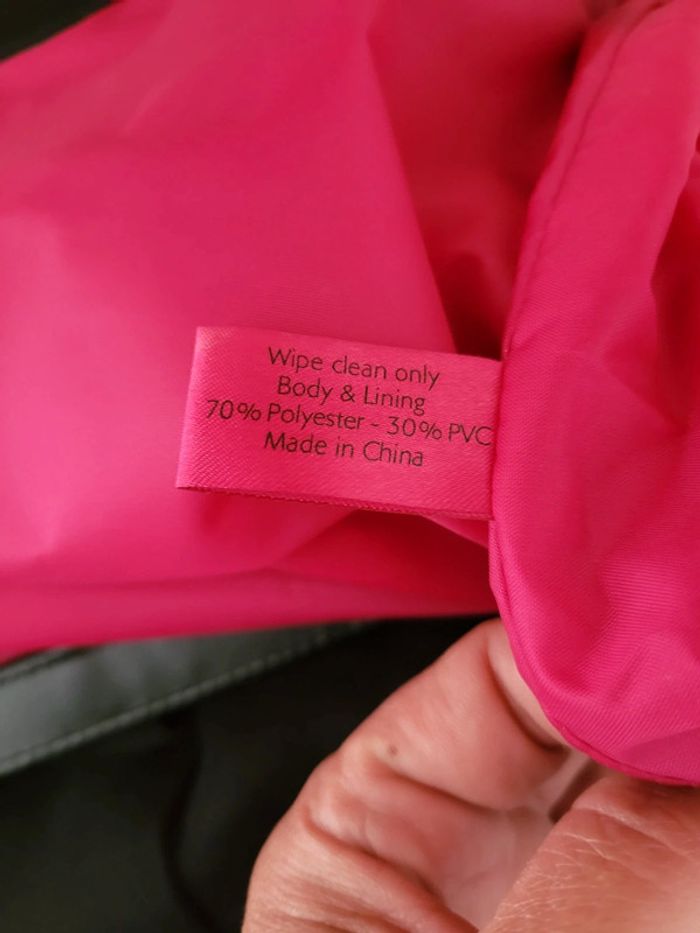 Wipe clean only
Body & Lining
70% Polyester - 30% PVC
Made in China